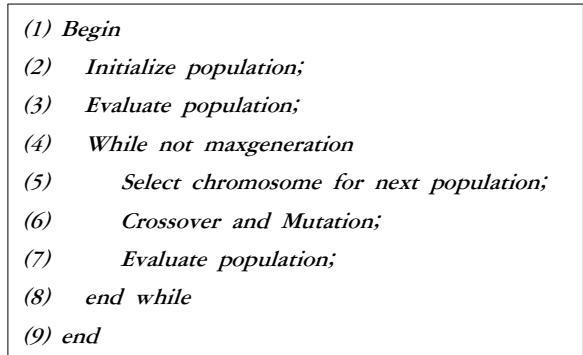 (1) Begin
(2) Initialize population;
(3) Evaluate population;
(4) While not maxgeneration
(5) Select chromosome for next population;
(6) Crossover and Mutation;
(7) Evaluate population;
(8) end while
(9) end